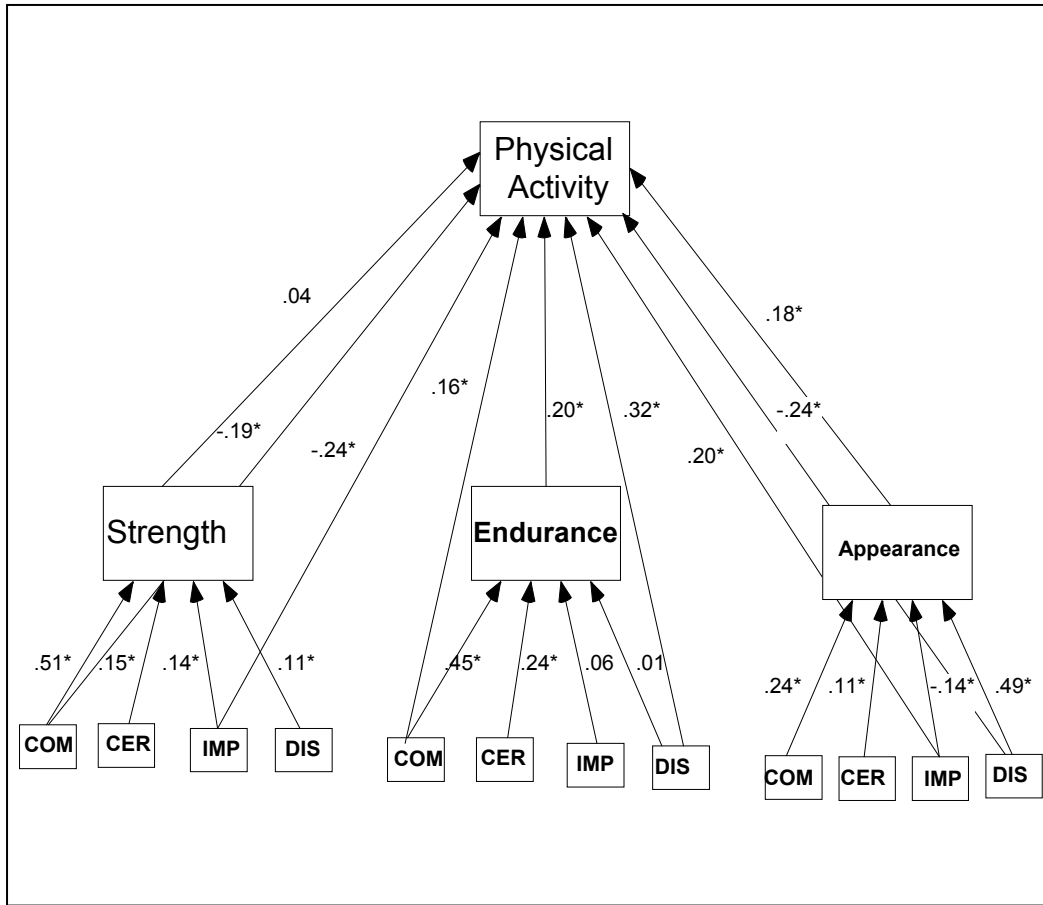 Physical
Activity
.04
.18*
.16*
.20*
.32*
-.24*
-.19*
-.24*
.20*
Strength
Endurance
Appearance
.51*
.15*
.14*
.11*
.45*
.24*
.06
.01
.24*
.11*
-.14*
.49*
COM
CER
IMP
DIS
COM
CER
IMP
DIS
COM
CER
IMP
DIS